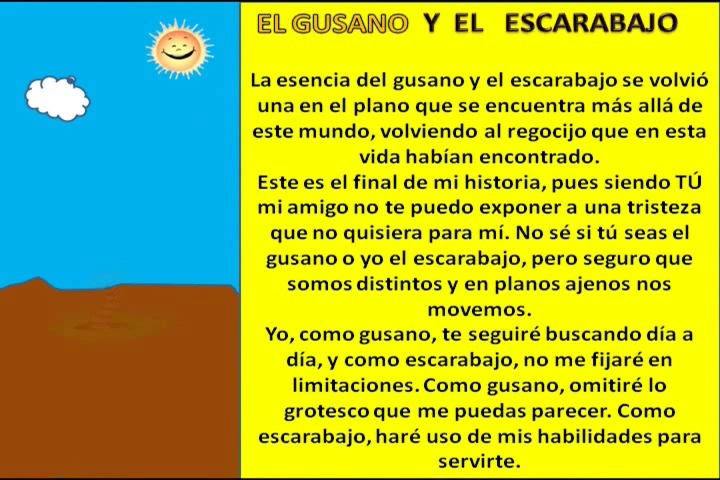 EL GUSANO Y EL ESCARABAJO
La esencia del gusano y el escarabajo se volvió
una en el plano que se encuentra más allá de
este mundo, volviendo al regocijo que en esta
vida habían encontrado.
Este es el final de mi historia, pues siendo TÚ
mi amigo no te puedo exponer a una tristeza
que no quisiera para mí. No sé si tú seas el
gusano o yo el escarabajo, pero seguro que
somos distintos y en planos ajenos nos
movemos.
Yo, como gusano, te seguiré buscando día a
día, y como escarabajo, no me fijaré en
limitaciones. Como gusano, omitiré lo
grotesco que me puedas parecer. Como
escarabajo, haré uso de mis habilidades para
servirte.